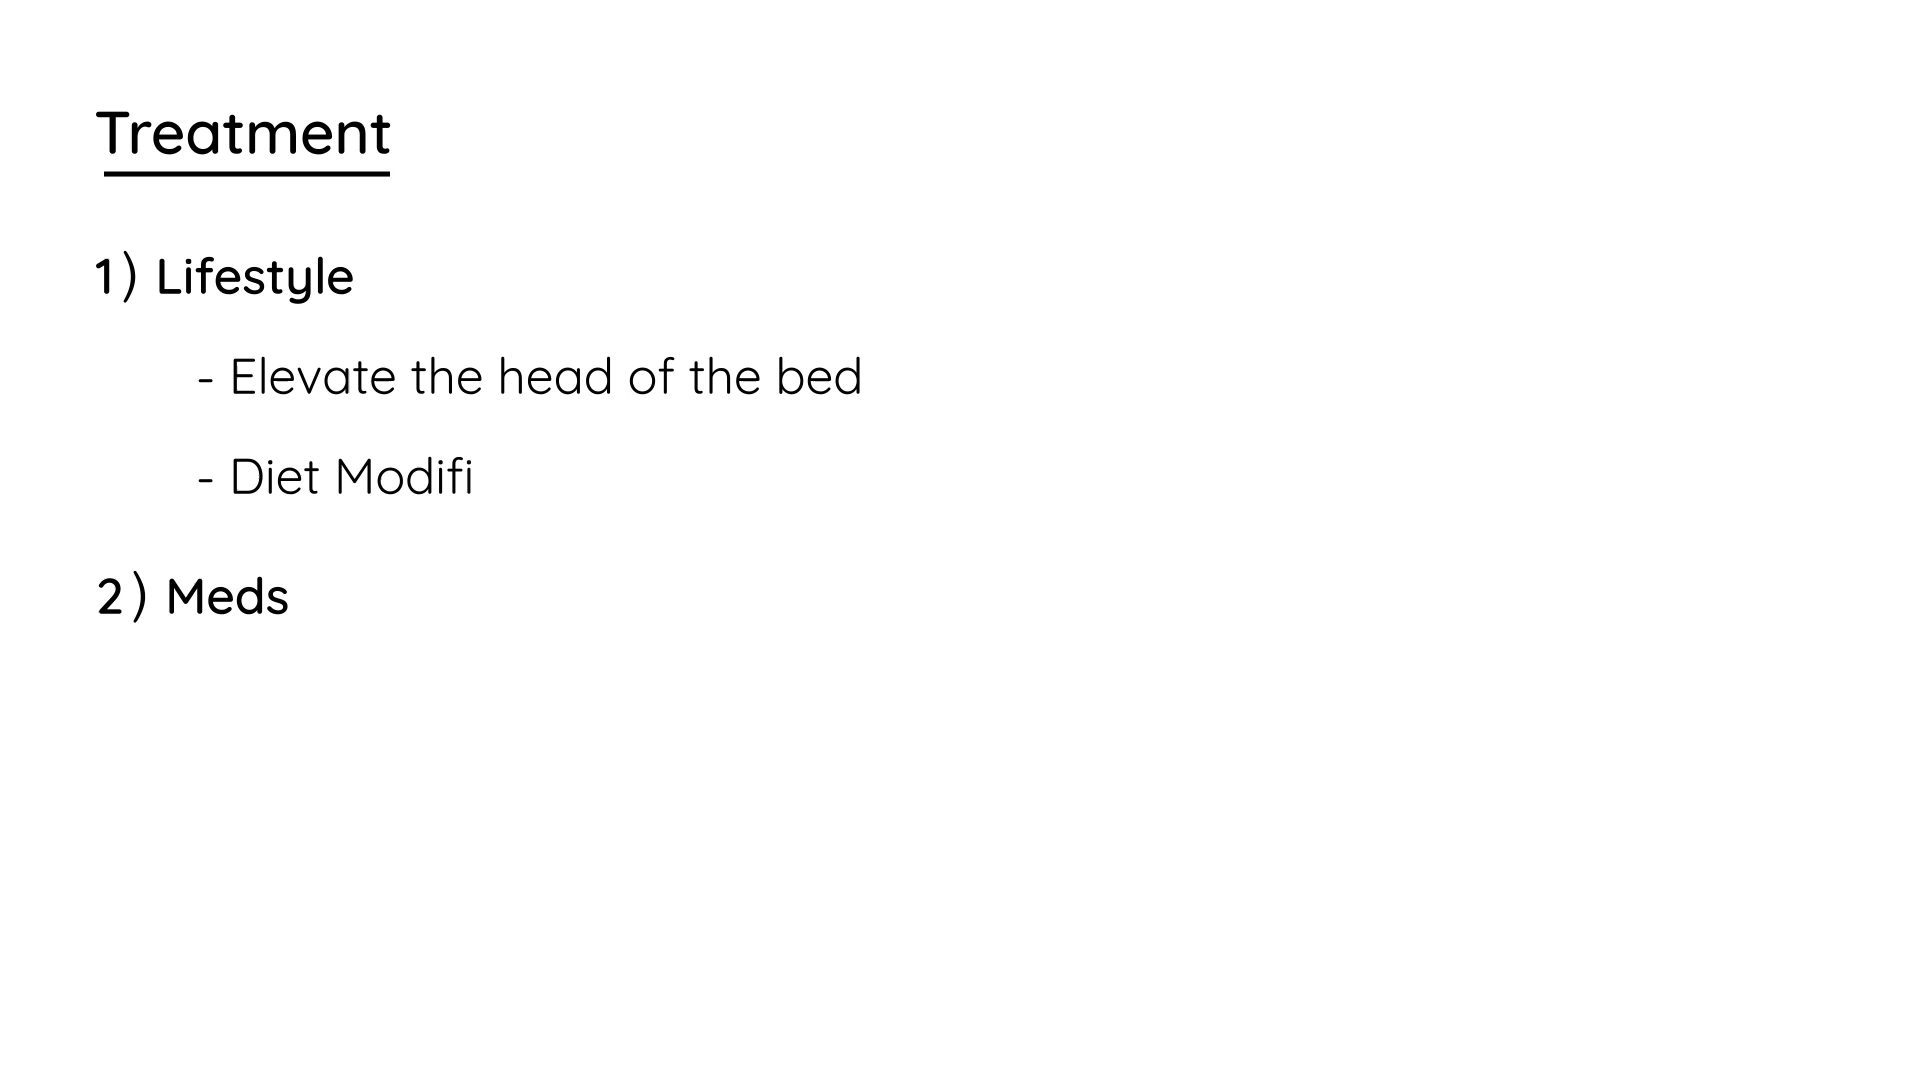 Treatment
1) Lifestyle
- Elevate the head of the bed
- Diet Modifi
2) Meds